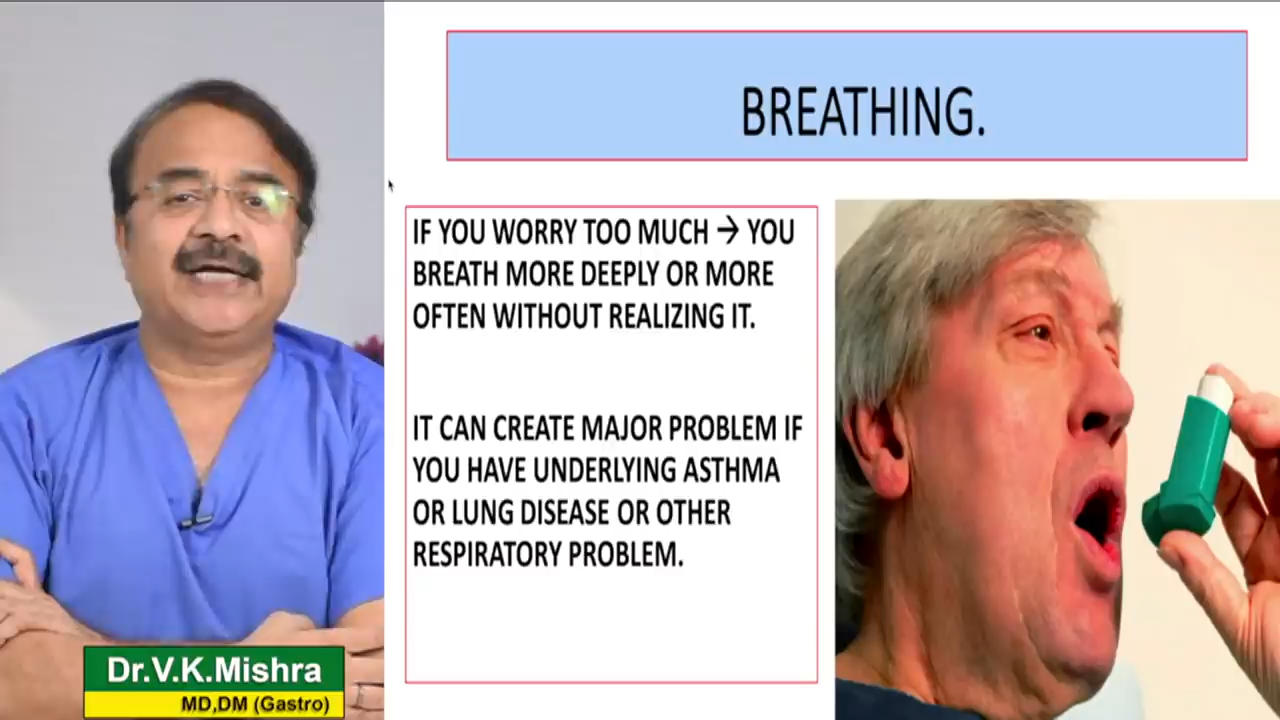 BREATHING.
IF YOU WORRY TOO MUCH → YOU
BREATH MORE DEEPLY OR MORE
OFTEN WITHOUT REALIZING IT.
IT CAN CREATE MAJOR PROBLEM IF
YOU HAVE UNDERLYING ASTHMA
OR LUNG DISEASE OR OTHER
RESPIRATORY PROBLEM.
Dr.V.K.Mishra
MD,DM (Gastro)